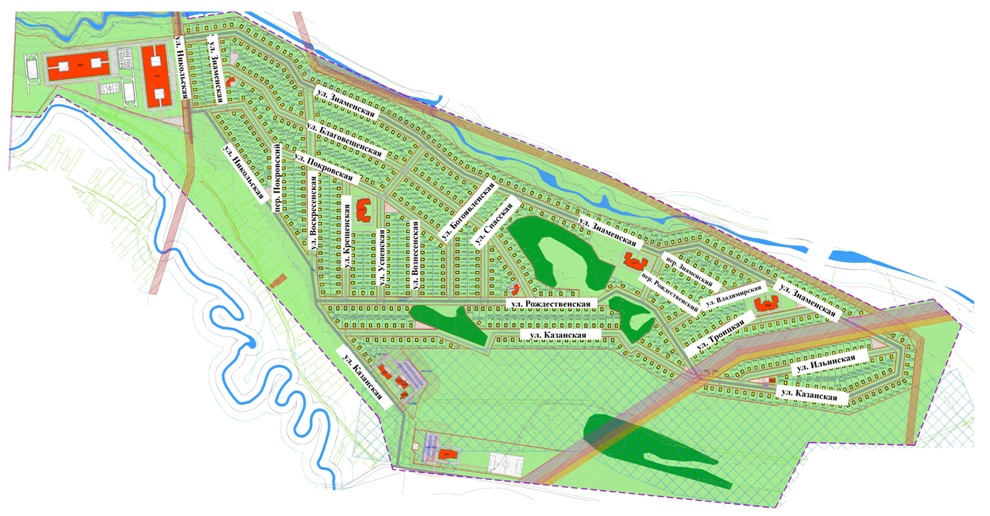 ул. Никольская
ул. Знаменская
ул. Знаменская
ул. Благовещенская
ул. Покровская
ул. Никольская
пер. Покровский
ул. Воскресенская
ул. Крещенская
ул. Успенская
ул. Вознесенская
ул. Богоявленская
ул. Спасская
ул. Знаменская
пер. Знаменский
пер. Рождественский
ул. Владимирская
ул. Знаменская
ул. Рождественская
ул. Троицкая
ул. Казанская
ул. Казанская
ул. Ильинская
ул. Казанская